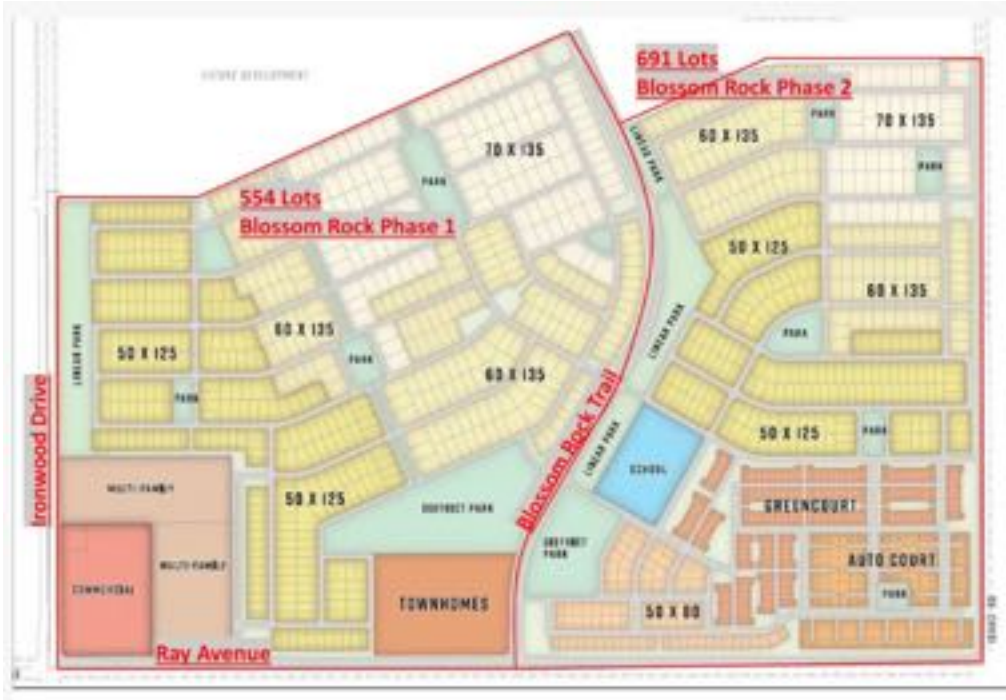 FUTURE DEVELOPMENT
691 Lots
Blossom Rock Phase 2
PARK
70 X 135
60 X 135
LINEAR PARK
70 X 135
PARK
PARK
554 Lots
Blossom Rock Phase 1
50 X 125
60 X 135
LINEAR PARK
PARK
60 X 135
LINEAR PARK
50 X 125
PARK
60 X 135
PARK
Ironwood Drive
Blossom Rock Trail
50 X 125
PARK
LINEAR PARK
SCHOOL
MULTI-FAMILY
50 X 125
DISTRICT PARK
GREENCOURT
DISTRICT
PARK
AUTO COURT
COMMERCIAL
MULTI-FAMILY
TOWNHOMES
PARK
50 X 80
Ray Avenue